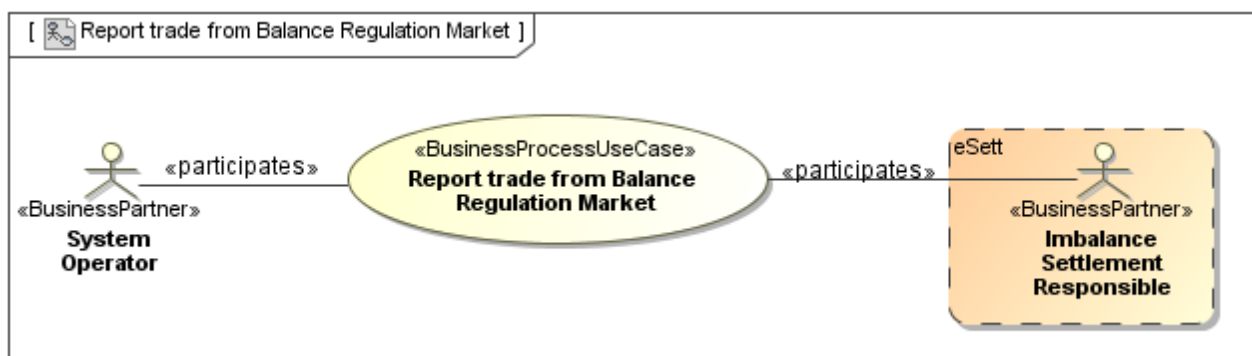 [ Report trade from Balance Regulation Market ]
«participates»
«BusinessPartner»
System
Operator
«BusinessProcessUseCase»
Report trade from Balance
Regulation Market
«participates»
eSett
«BusinessPartner»
Imbalance
Settlement
Responsible